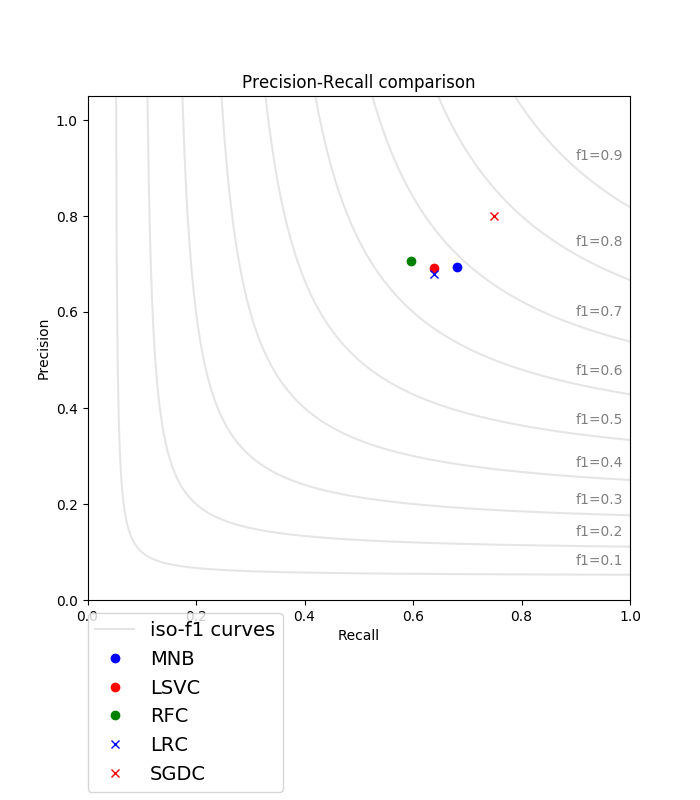 Precision-Recall comparison
1.0
0.8
0.6
0.4
0.2
0.0
Precision
f1=0.9
f1=0.8
f1=0.7
f1=0.6
f1=0.5
f1=0.4
f1=0.3
f1=0.2
f1=0.1
0.0 0.2 0.4 0.6 0.8 1.0
Recall
iso-f1 curves
MNB
LSVC
RFC
LRC
SGDC